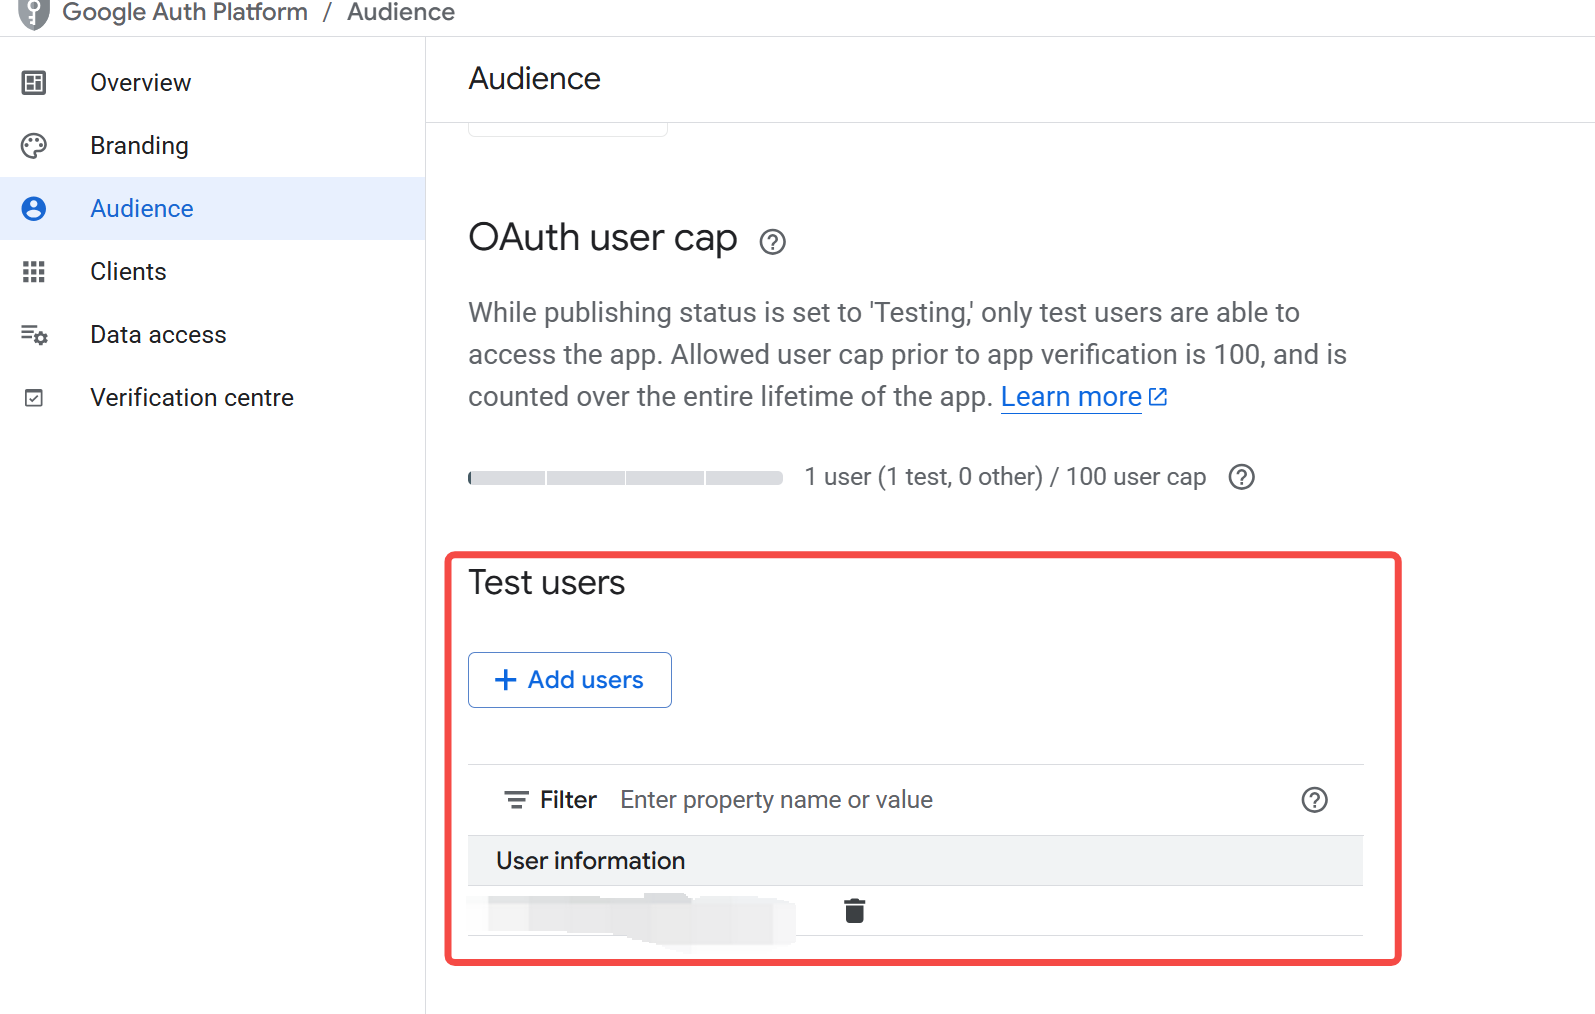 Google Auth Platform / Audience
Overview
Branding
Audience
Clients
Data access
Verification centre
Audience
OAuth user cap
While publishing status is set to 'Testing,' only test users are able to
access the app. Allowed user cap prior to app verification is 100, and is
counted over the entire lifetime of the app. Learn more
1 user (1 test, 0 other) / 100 user cap
Test users
+ Add users
Filter Enter property name or value
User information